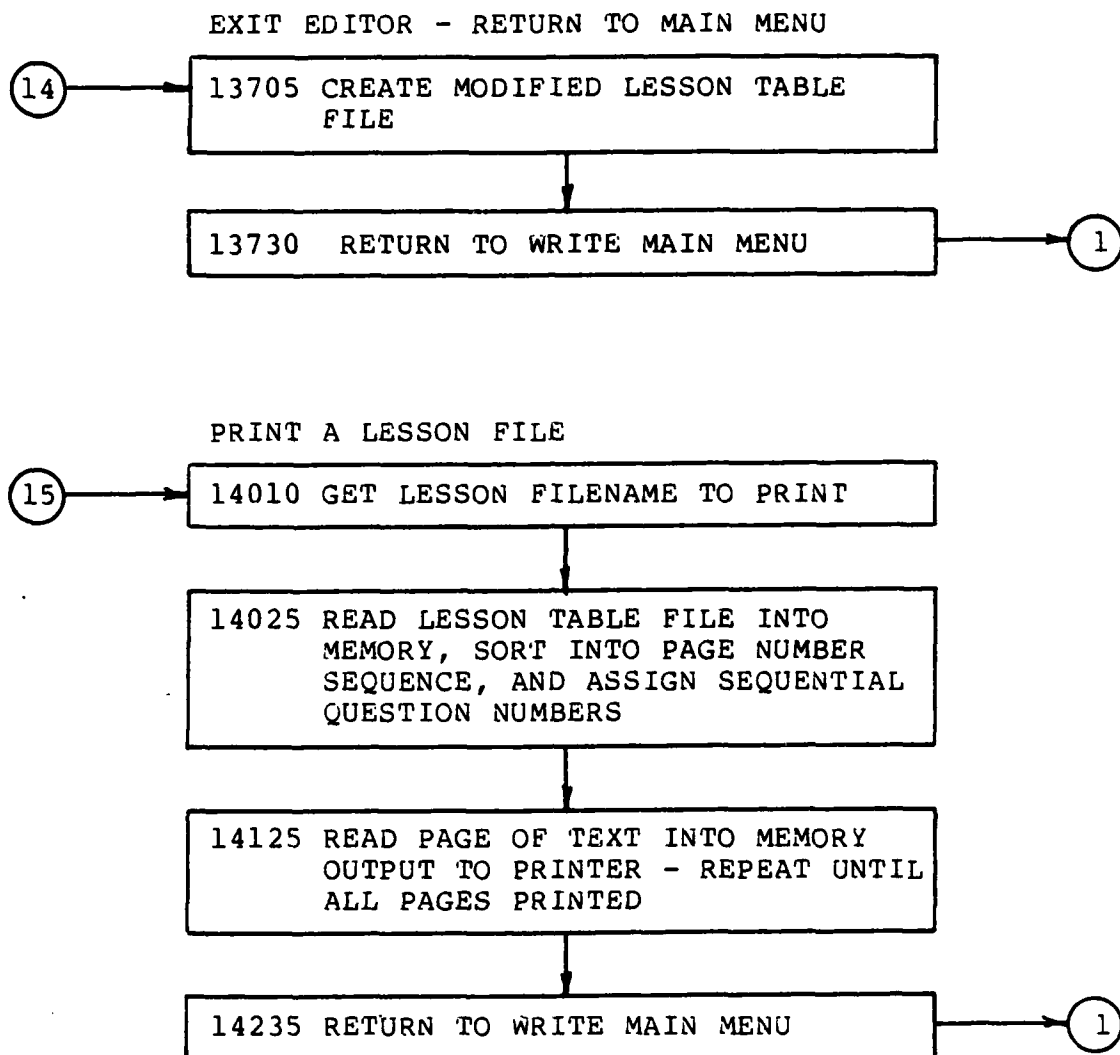 EXIT EDITOR - RETURN TO MAIN MENU
14
13705 CREATE MODIFIED LESSON TABLE
FILE
13730 RETURN TO WRITE MAIN MENU
1
PRINT A LESSON FILE
15
14010 GET LESSON FILENAME TO PRINT
14025 READ LESSON TABLE FILE INTO
MEMORY, SORT INTO PAGE NUMBER
SEQUENCE, AND ASSIGN SEQUENTIAL
QUESTION NUMBERS
14125 READ PAGE OF TEXT INTO MEMORY
OUTPUT TO PRINTER - REPEAT UNTIL
ALL PAGES PRINTED
14235 RETURN TO WRITE MAIN MENU
1